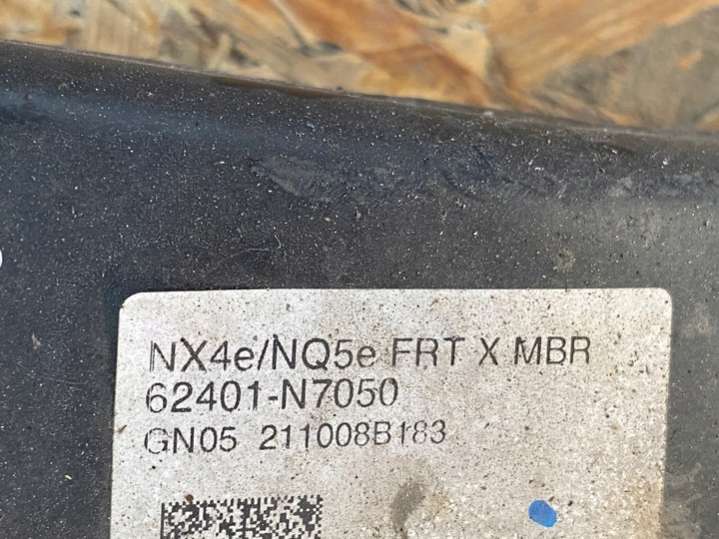 NX4e/NQ5e FRT X MBR
62401-N7050
GN05 211008B183